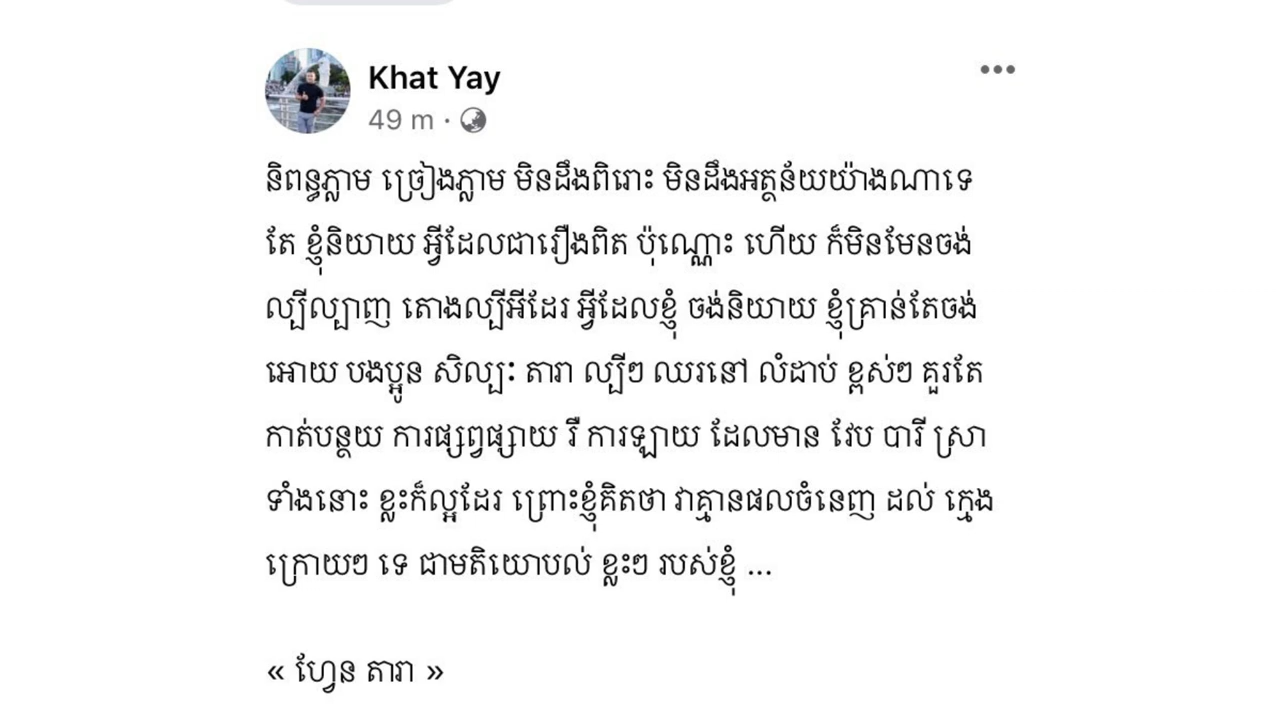 Khat Yay
49 m ·
និពន្ធភ្លាម ច្រៀងភ្លាម មិនដឹងពិរោះ មិនដឹងអត្ថន័យយ៉ាងណាទេ
តែ ខ្ញុំនិយាយ អ្វីដែលជារឿងពិត ប៉ុណ្ណោះ ហើយ ក៏មិនមែនចង់
ល្បីល្បាញ តោងល្បីអីដែរ អ្វីដែលខ្ញុំ ចង់និយាយ ខ្ញុំគ្រាន់តែចង់
អោយ បងប្អូន សិល្បៈ តារា ល្បីៗ ឈរនៅ លំដាប់ ខ្ពស់ៗ គួរតែ
កាត់បន្ថយ ការផ្សព្វផ្សាយ រឺ ការឡាយ ដែលមាន វែប បារី ស្រា
ទាំងនោះ ខ្លះក៏ល្អដែរ ព្រោះខ្ញុំគិតថា វាគ្មានផលចំនេញ ដល់ ក្មេង
ក្រោយៗ ទេ ជាមតិយោបល់ ខ្លះៗ របស់ខ្ញុំ ...
« ហ្វែន តារា »